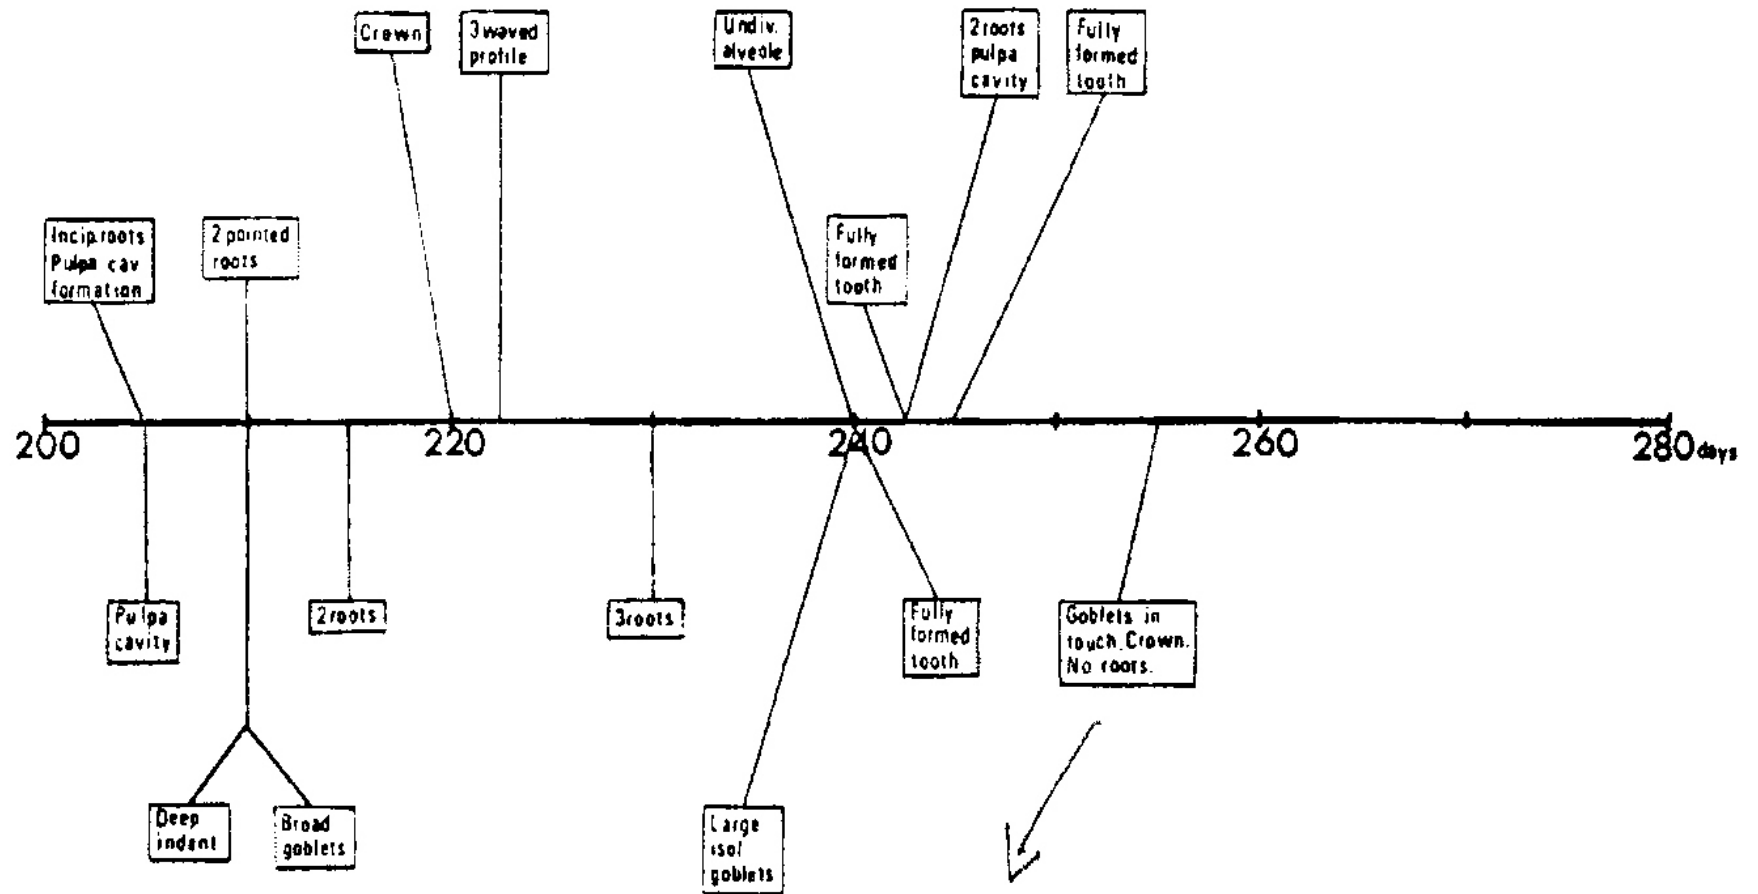 Crown
3 waved
profile
Undiv.
alveole
2 roots
pulpa
cavity
Fully
formed
tooth
Incip.roots
Pulpa cav
formation
2 pointed
roots
Fully
formed
tooth
200
220
240
260
280 days
Pulpa
cavity
2 roots
3 roots
Fully
formed
tooth
Goblets in
touch. Crown.
No roots.
Deep
indent
Broad
goblets
Large
isol
goblets